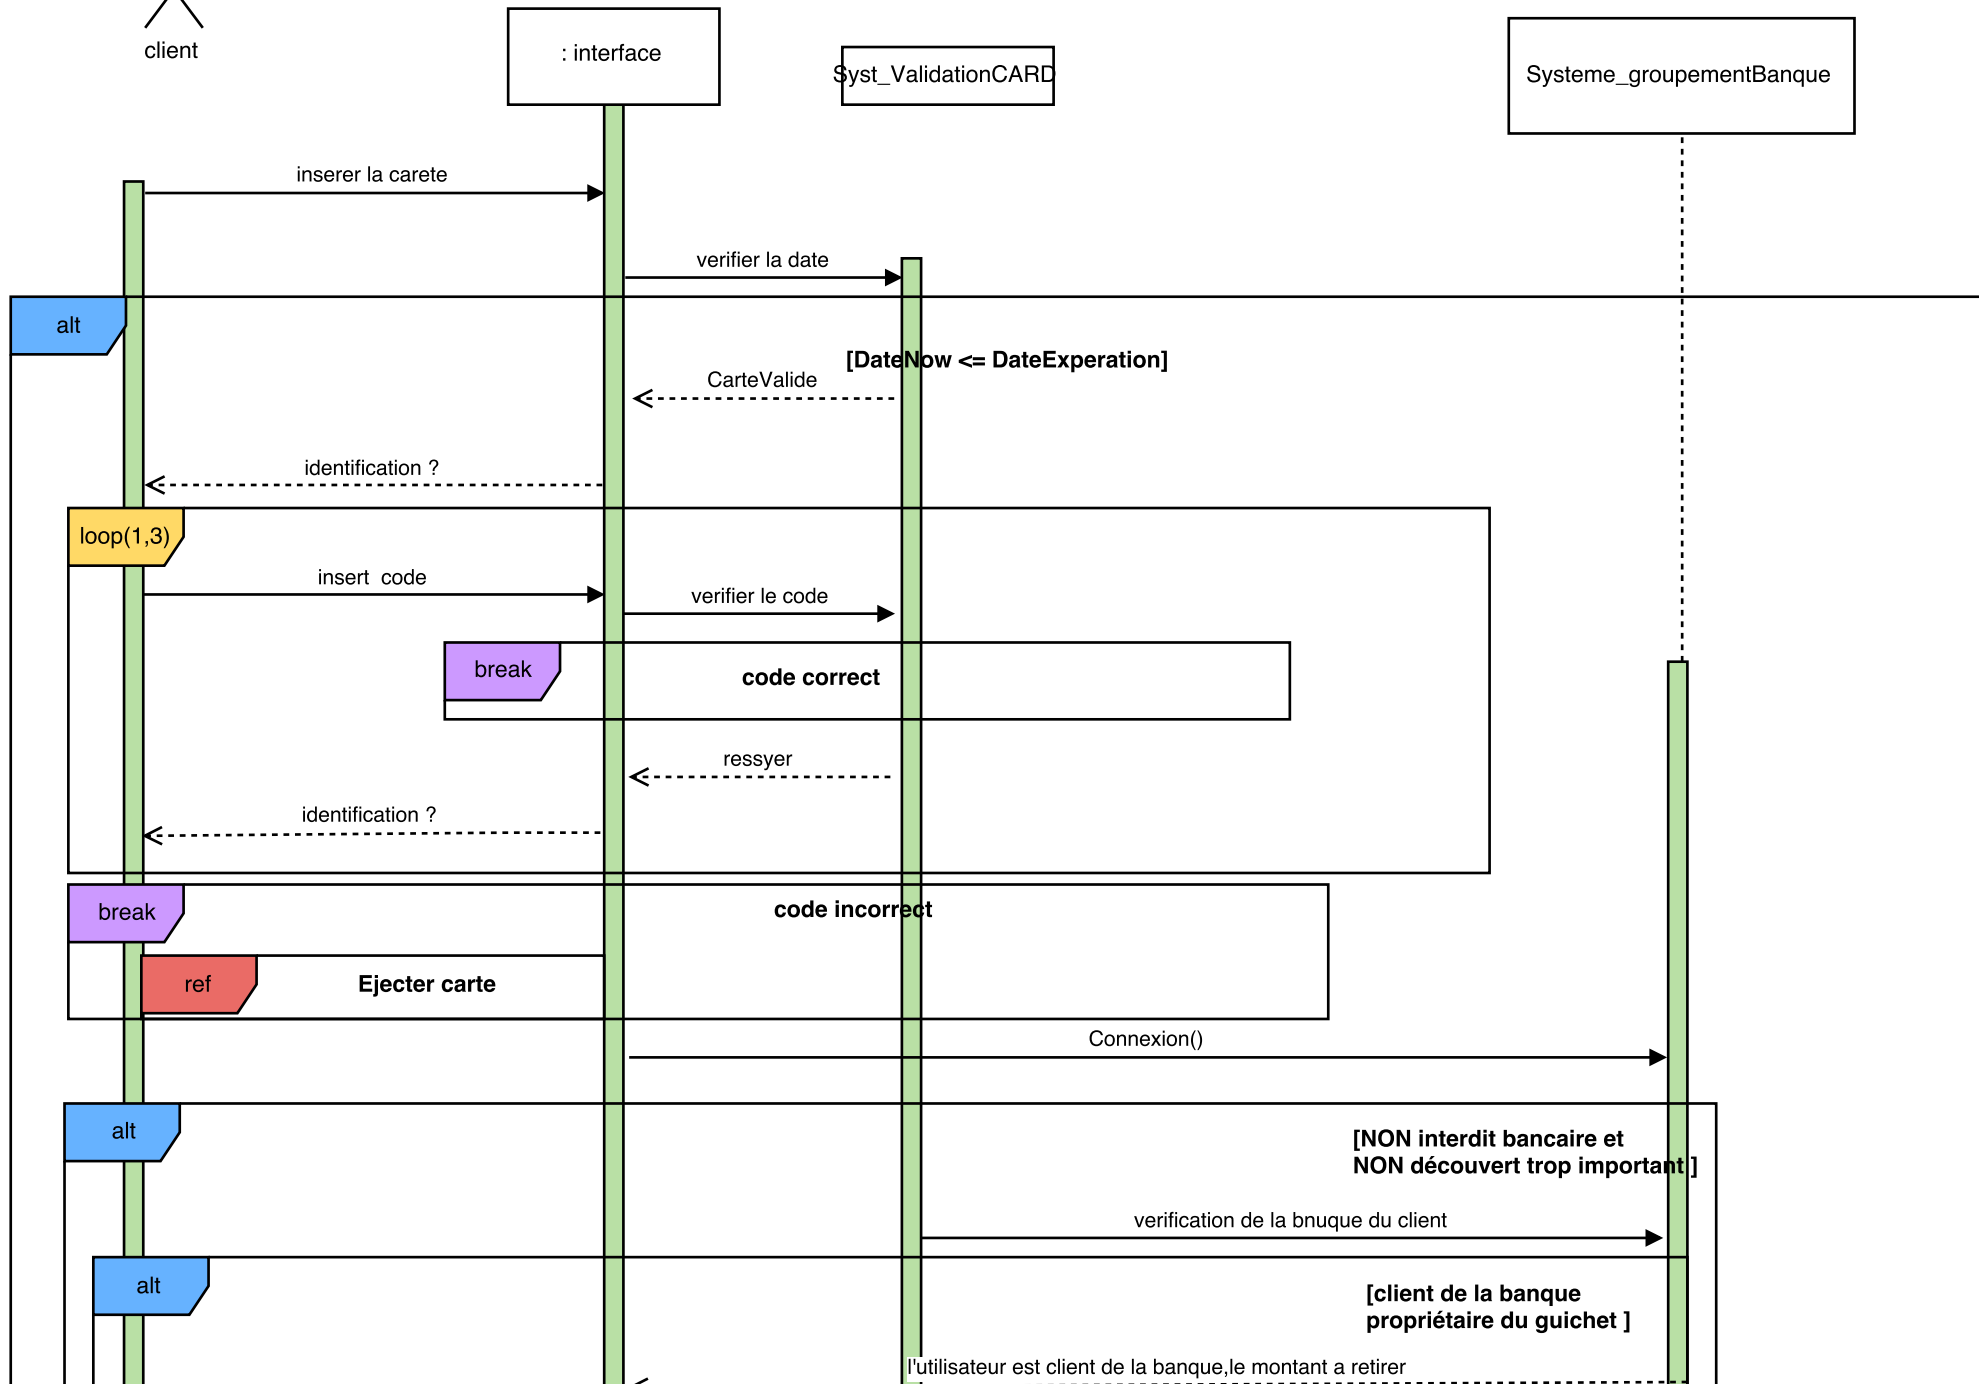 client
: interface
Syst_ValidationCARD
Systeme_groupementBanque
inserer la carete
verifier la date
alt
[DateNow <= DateExperation]
CarteValide
identification ?
loop(1,3)
insert  code
verifier le code
break
code correct
ressyer
identification ?
break
code incorrect
ref
Ejecter carte
Connexion()
alt
[NON interdit bancaire et
NON découvert trop important ]
verification de la bnuque du client
alt
[client de la banque
propriétaire du guichet ]
l'utilisateur est client de la banque,le montant a retirer